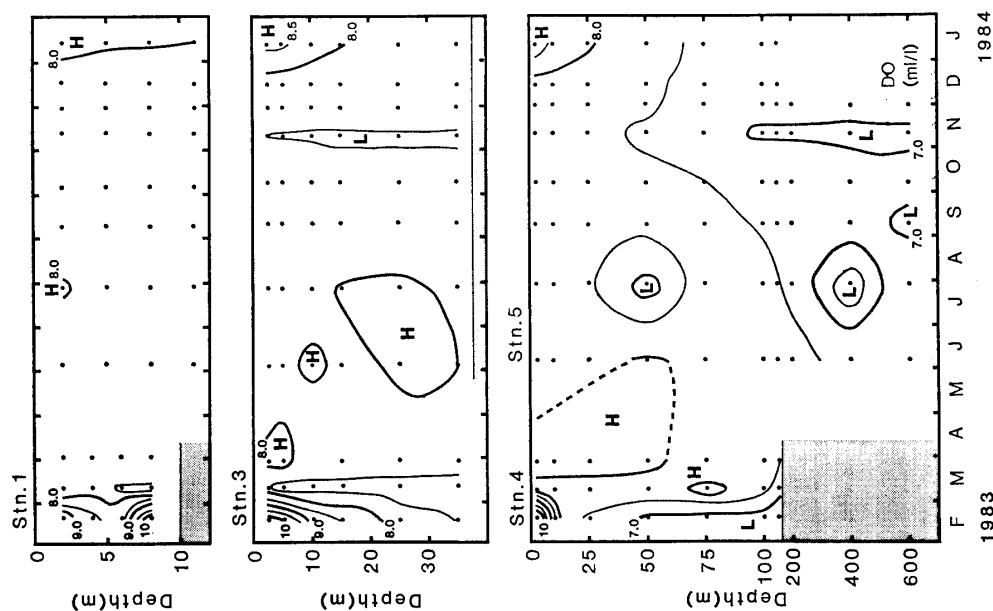 Stn.1
0
5
10
Depth(m)
8.0
9.0
9.0
10
H
8.0
8.0
H
Stn.3
0
10
20
30
Depth(m)
10
9.0
8.0
8.0
H
H
H
L
8.5
H
8.0
Stn.4
Stn.5
0
25
50
75
100
200
400
600
Depth(m)
10
7.0
L
H
H
L
L
7.0
L
L
7.0
H
8.0
DO
(ml/l)
F M A M J J A S O N D J
1983
1984